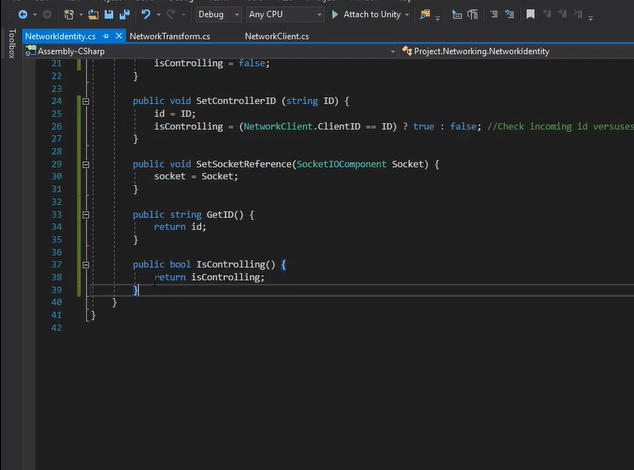 Debug Any CPU Attach to Unity
Toolbox
NetworkIdentity.cs NetworkTransform.cs NetworkClient.cs
Assembly-CSharp Project.Networking.NetworkIdentity
21 isControlling = false;
22 }
23
24 public void SetControllerID (string ID) {
25 id = ID;
26 isControlling = (NetworkClient.ClientID == ID) ? true : false; //Check incoming id versuses
27 }
28
29 public void SetSocketReference(SocketIOComponent Socket) {
30 socket = Socket;
31 }
32
33 public string GetID() {
34 return id;
35 }
36
37 public bool IsControlling() {
38 return isControlling;
39 }
40 }
41 }
42